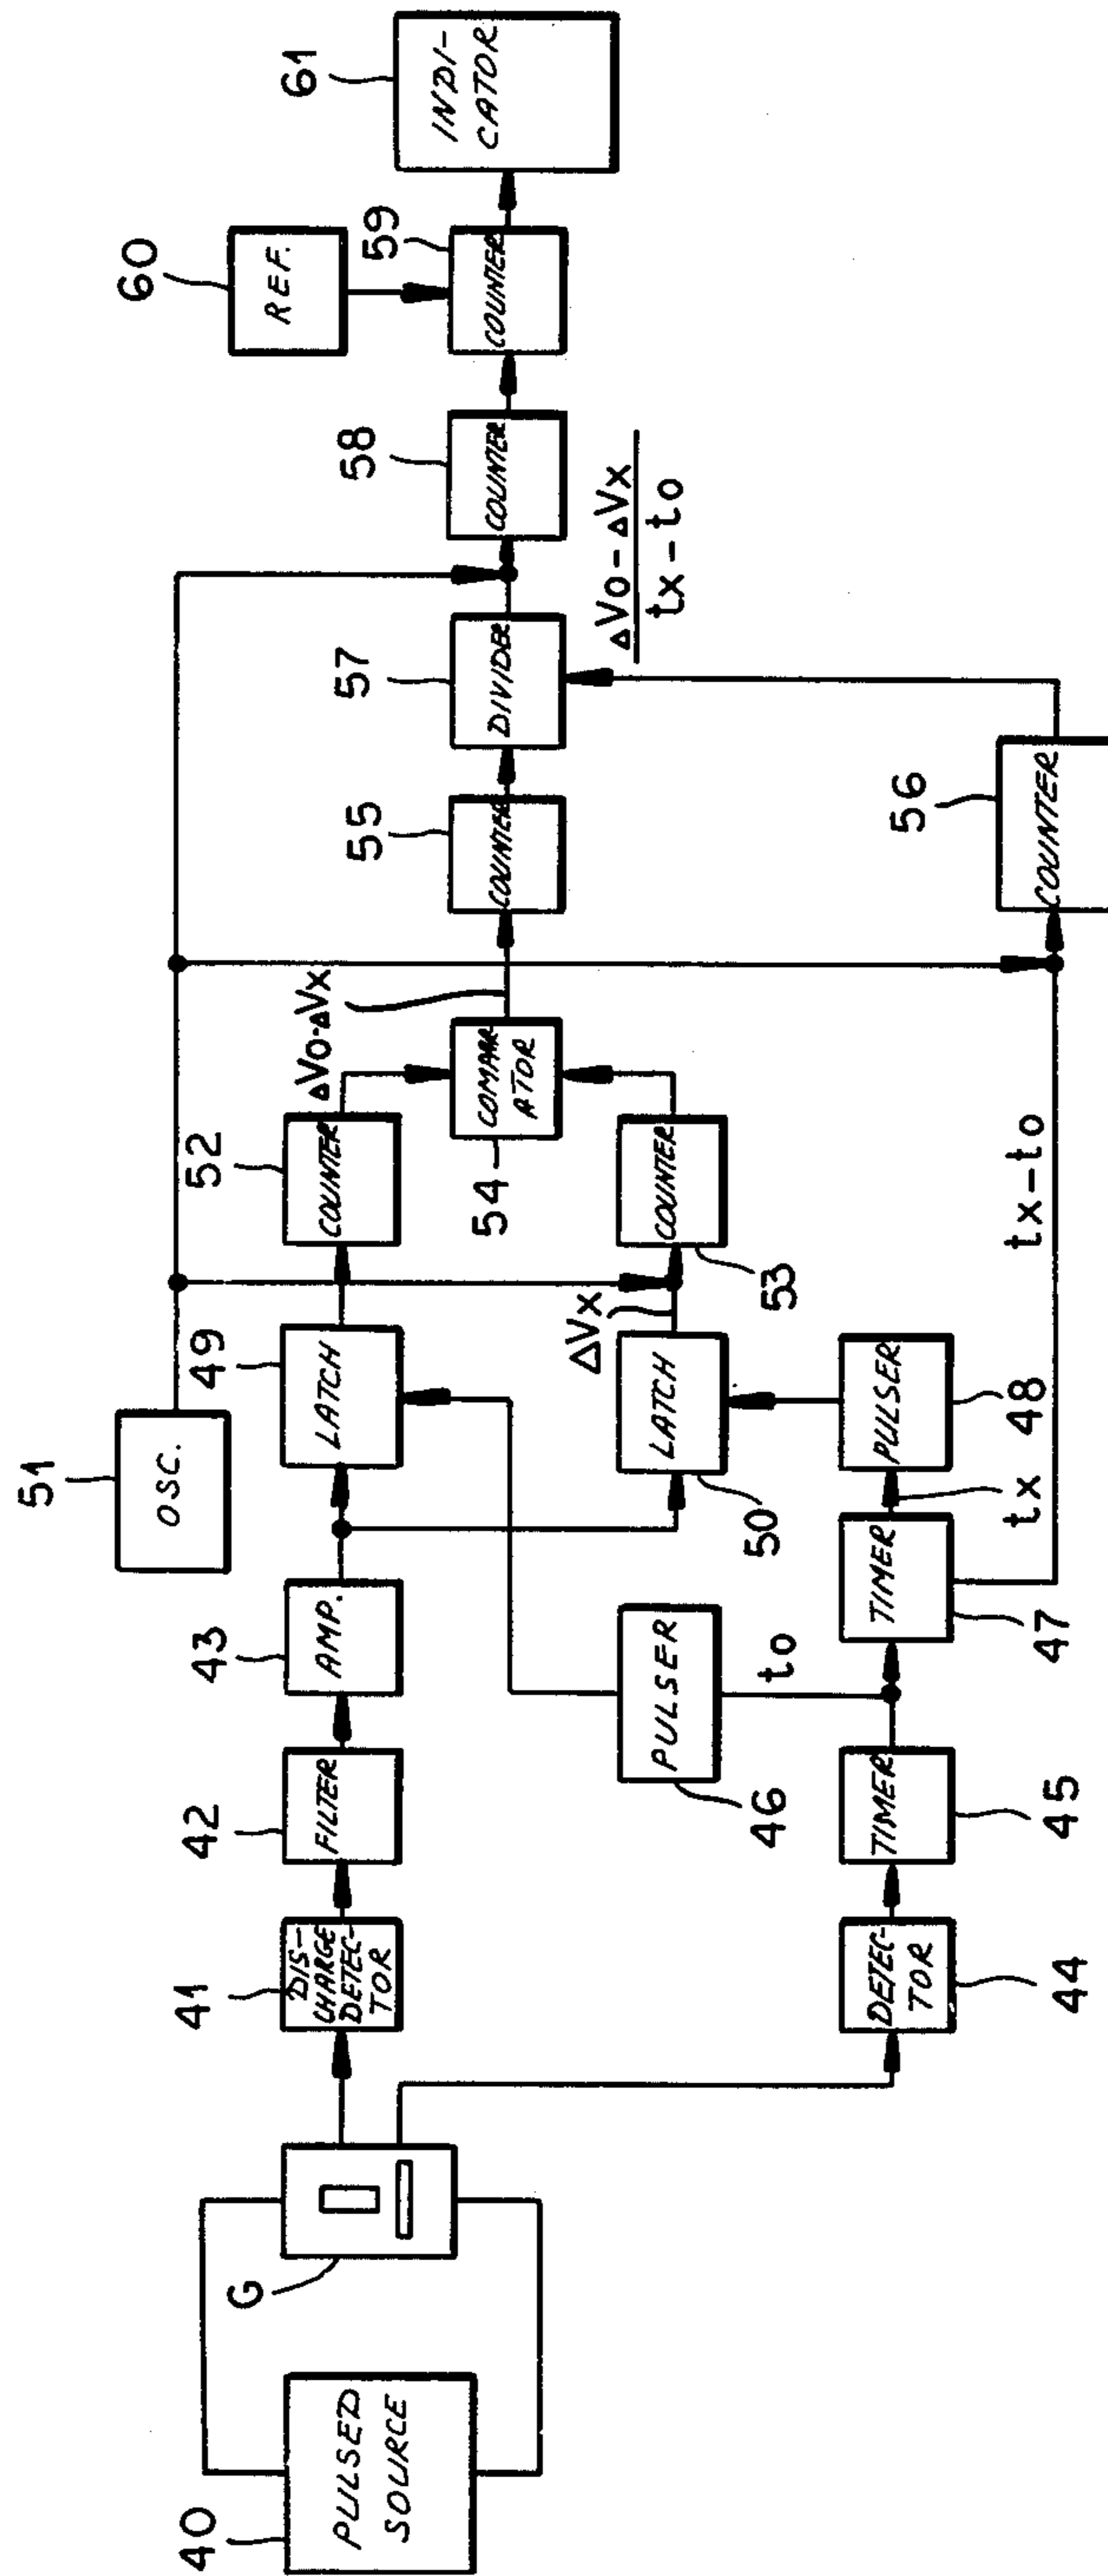 40
PULSED
SOURCE
G
41
DIS-
CHARGE
DETEC-
TOR
42
FILTER
43
AMP.
44
DETEC-
TOR
45
TIMER
to
46
PULSER
47
TIMER
tx
48
PULSER
tx-to
49
LATCH
50
LATCH
ΔVx
51
OSC.
52
COUNTER
53
COUNTER
ΔVo-ΔVx
54
COMPAR
ATOR
55
COUNTER
56
COUNTER
57
DIVIDER
ΔVo-ΔVx
tx-to
58
COUNTER
59
COUNTER
60
REF.
61
INDI-
CATOR